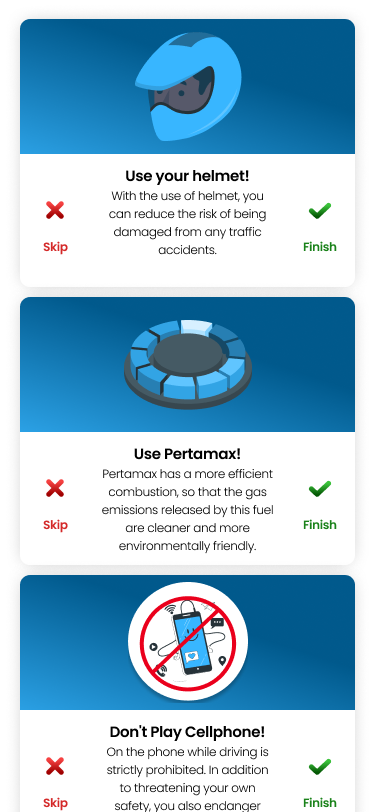 Use your helmet!
With the use of helmet, you
can reduce the risk of being
damaged from any traffic
accidents.
Skip
Finish
Use Pertamax!
Pertamax has a more efficient
combustion, so that the gas
emissions released by this fuel
are cleaner and more
environmentally friendly.
Skip
Finish
Don't Play Cellphone!
On the phone while driving is
strictly prohibited. In addition
to threatening your own
safety, you also endanger
Skip
Finish